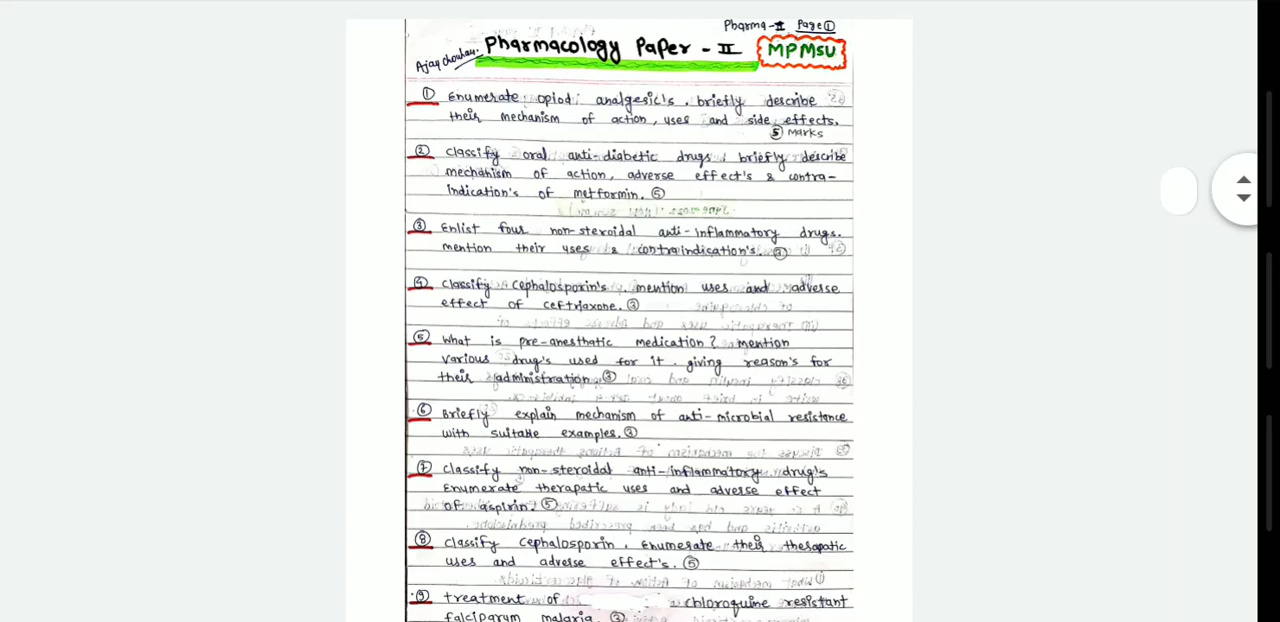 Pharma-II Page ①
Ajay chouhan. Pharmacology Paper - II MPMSU
① Enumerate opiod analgesic's. briefly describe
their mechanism of action, uses and side effects.
⑤ Marks
② Classify oral anti-diabetic drugs. briefly describe
mechanism of action, adverse effect's & contra-
indication's of metformin. ⑤
③ Enlist four non-steroidal anti-inflammatory drugs.
mention their uses & contraindication's. ③
④ Classify cephalosporin's. mention uses and adverse
effect of ceftriaxone. ③
⑤ What is pre-anesthatic medication? mention
various drug's used for it. giving reason's for
their administration. ③
⑥ Briefly explain mechanism of anti-microbial resistance
with suitable examples. ③
⑦ Classify non-steroidal anti-inflammatory drug's
Enumerate therapatic uses and adverse effect
of aspirin. ⑤
⑧ Classify cephalosporin. Enumerate their therapatic
uses and adverse effect's. ⑤
⑨ treatment of chloroquine resistant
falciparum malaria. ③